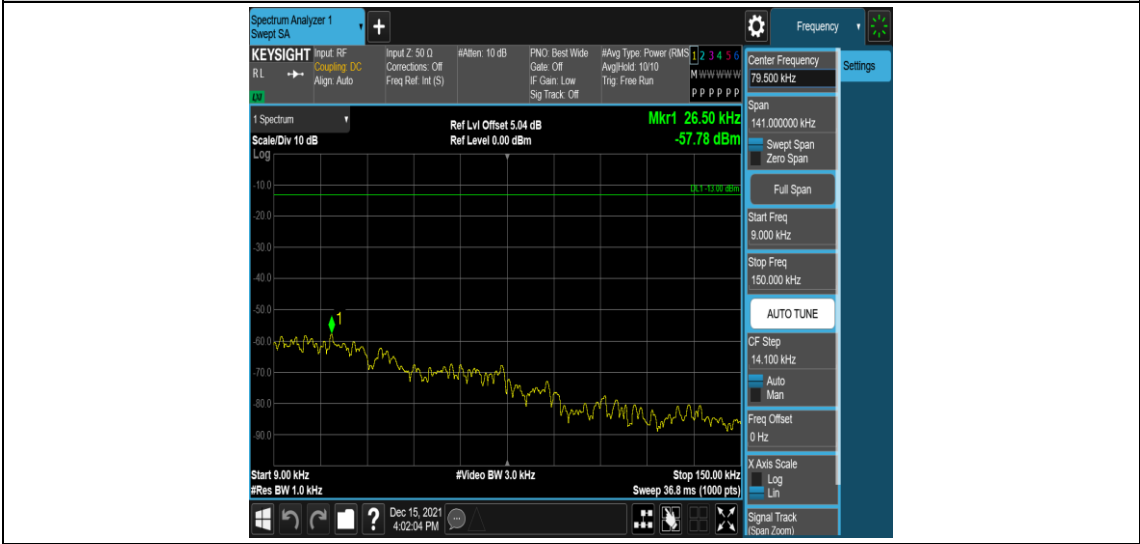 Spectrum Analyzer 1
Swept SA
+
Frequency
KEYSIGHT
RL
Input: RF
Coupling: DC
Align: Auto
Input Z: 50 Ω
Corrections: Off
Freq Ref: Int (S)
#Atten: 10 dB
PNO: Best Wide
Gate: Off
IF Gain: Low
Sig Track: Off
#Avg Type: Power (RMS
Avg|Hold: 10/10
Trig: Free Run
1 2 3 4 5 6
M W W W W W
P P P P P P
1 Spectrum
Scale/Div 10 dB
Log
Ref Lvl Offset 5.04 dB
Ref Level 0.00 dBm
Mkr1 26.50 kHz
-57.78 dBm
DL1 -13.00 dBm
-10.0
-20.0
-30.0
-40.0
-50.0
-60.0
-70.0
-80.0
-90.0
1
Start 9.00 kHz
#Res BW 1.0 kHz
#Video BW 3.0 kHz
Stop 150.00 kHz
Sweep 36.8 ms (1000 pts)
?
Dec 15, 2021
4:02:04 PM
Center Frequency
79.500 kHz
Settings
Span
141.000000 kHz
Swept Span
Zero Span
Full Span
Start Freq
9.000 kHz
Stop Freq
150.000 kHz
AUTO TUNE
CF Step
14.100 kHz
Auto
Man
Freq Offset
0 Hz
X Axis Scale
Log
Lin
Signal Track
(Span Zoom)